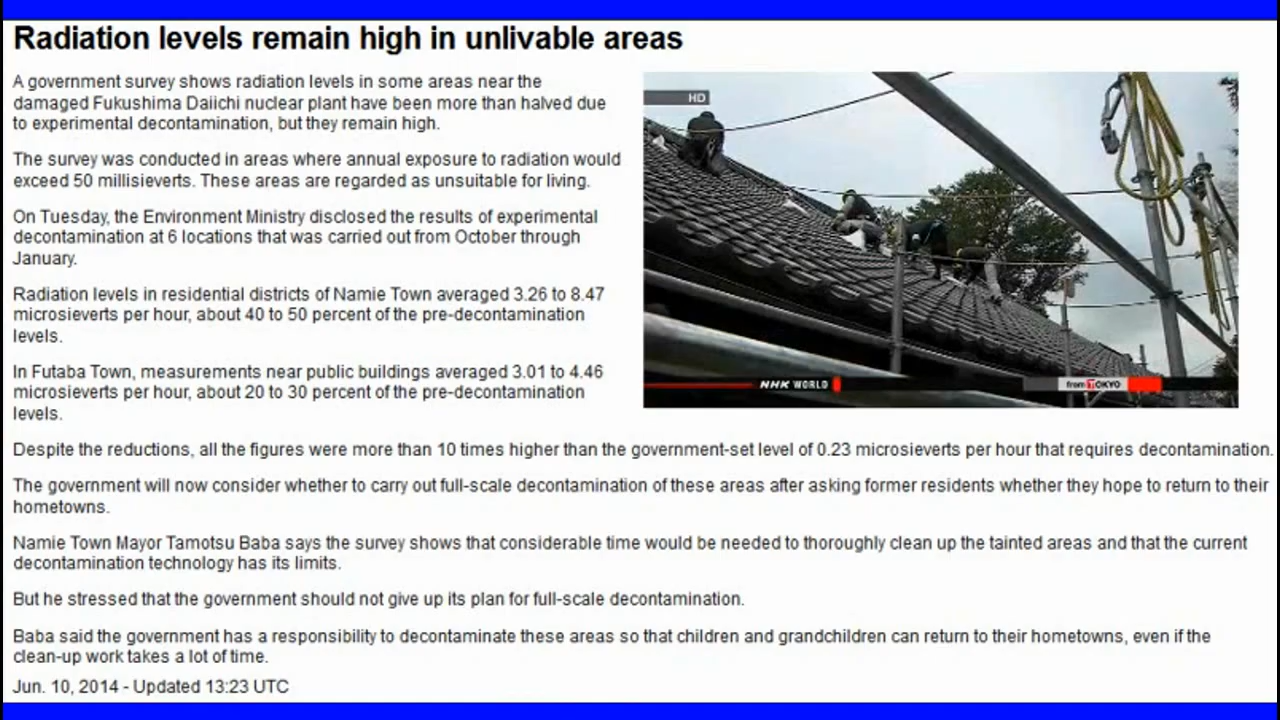 Radiation levels remain high in unlivable areas
A government survey shows radiation levels in some areas near the
damaged Fukushima Daiichi nuclear plant have been more than halved due
to experimental decontamination, but they remain high.
The survey was conducted in areas where annual exposure to radiation would
exceed 50 millisieverts. These areas are regarded as unsuitable for living.
On Tuesday, the Environment Ministry disclosed the results of experimental
decontamination at 6 locations that was carried out from October through
January.
Radiation levels in residential districts of Namie Town averaged 3.26 to 8.47
microsieverts per hour, about 40 to 50 percent of the pre-decontamination
levels.
In Futaba Town, measurements near public buildings averaged 3.01 to 4.46
microsieverts per hour, about 20 to 30 percent of the pre-decontamination
levels.
HD
NHK WORLD
from TOKYO
Despite the reductions, all the figures were more than 10 times higher than the government-set level of 0.23 microsieverts per hour that requires decontamination.
The government will now consider whether to carry out full-scale decontamination of these areas after asking former residents whether they hope to return to their
hometowns.
Namie Town Mayor Tamotsu Baba says the survey shows that considerable time would be needed to thoroughly clean up the tainted areas and that the current
decontamination technology has its limits.
But he stressed that the government should not give up its plan for full-scale decontamination.
Baba said the government has a responsibility to decontaminate these areas so that children and grandchildren can return to their hometowns, even if the
clean-up work takes a lot of time.
Jun. 10, 2014 - Updated 13:23 UTC